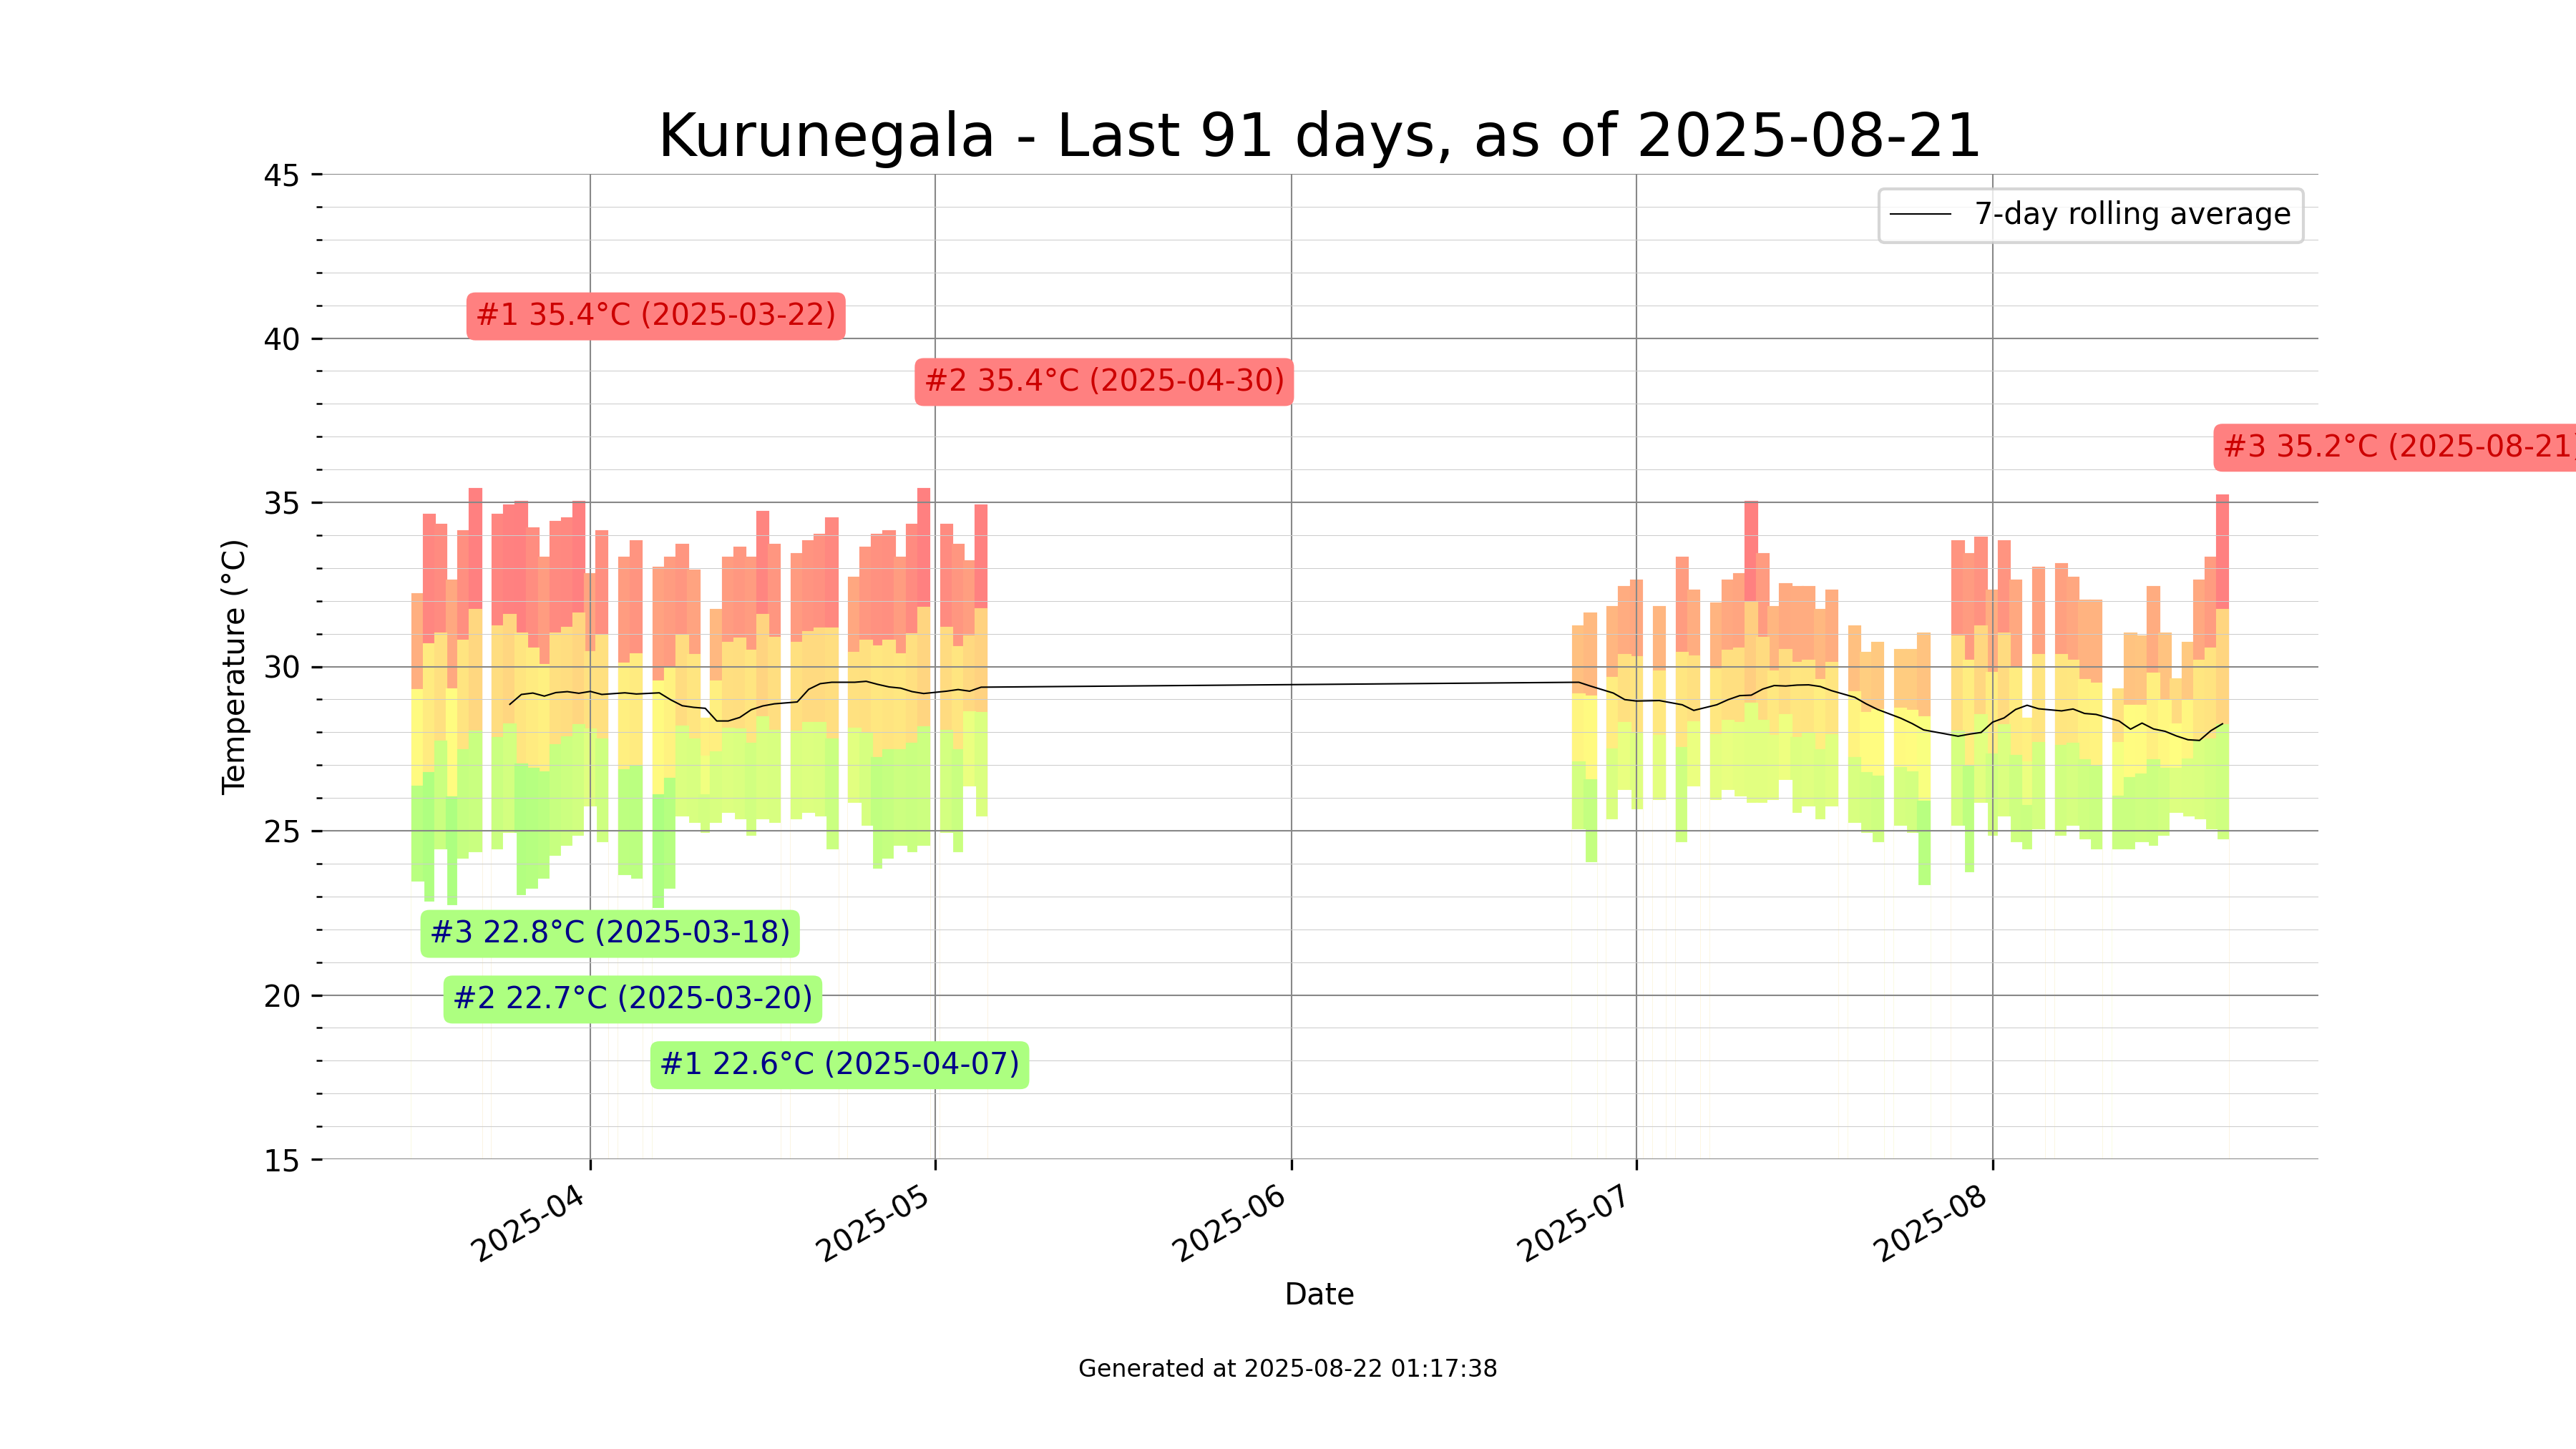 Kurunegala - Last 91 days, as of 2025-08-21
45
40
35
30
25
20
15
Temperature (°C)
7-day rolling average
#1 35.4°C (2025-03-22)
#2 35.4°C (2025-04-30)
#3 35.2°C (2025-08-21)
#3 22.8°C (2025-03-18)
#2 22.7°C (2025-03-20)
#1 22.6°C (2025-04-07)
2025-04
2025-05
2025-06
2025-07
2025-08
Date
Generated at 2025-08-22 01:17:38